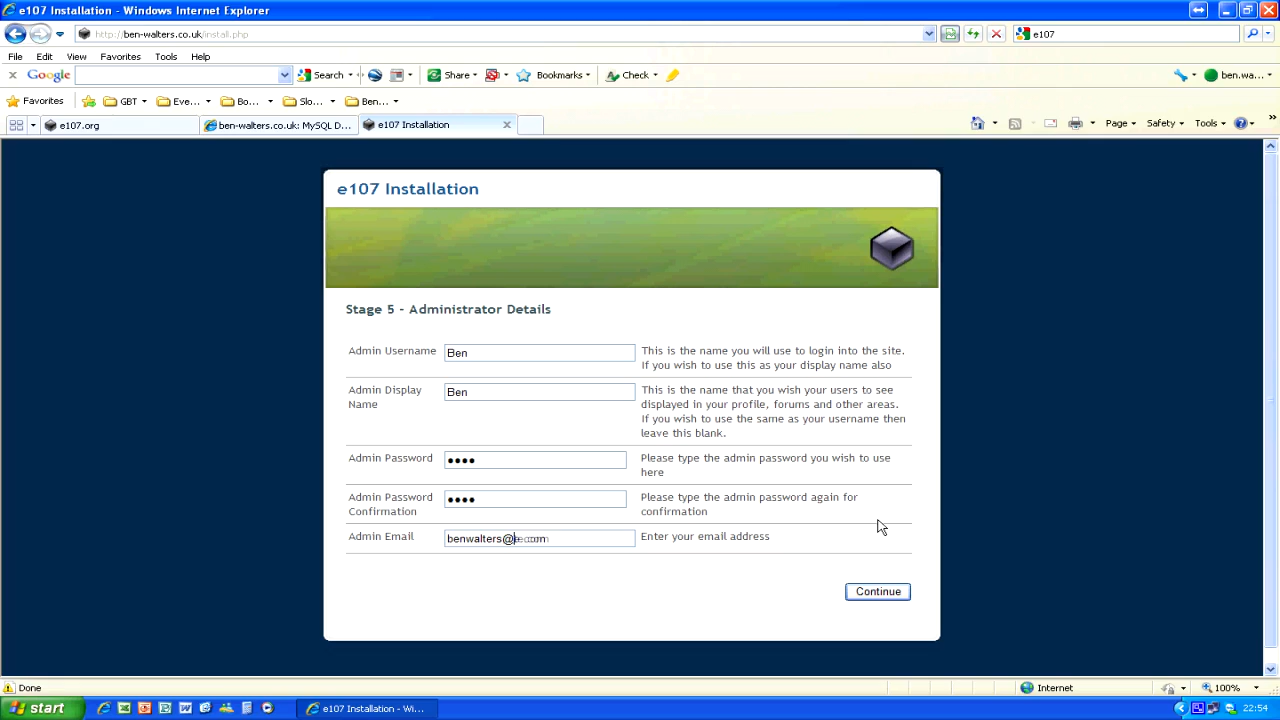 e107 Installation - Windows Internet Explorer
http://ben-walters.co.uk/install.php
e107
File Edit View Favorites Tools Help
x Google Search Share Bookmarks Check ben.wa...
Favorites GBT Eve... Bo... Slo... Ben...
e107.org ben-walters.co.uk: MySQL D... e107 Installation Page Safety Tools
e107 Installation
Stage 5 - Administrator Details
Admin Username
Ben
This is the name you will use to login into the site.
If you wish to use this as your display name also
Admin Display
Name
Ben
This is the name that you wish your users to see
displayed in your profile, forums and other areas.
If you wish to use the same as your username then
leave this blank.
Admin Password
••••
Please type the admin password you wish to use
here
Admin Password
Confirmation
••••
Please type the admin password again for
confirmation
Admin Email
benwalters@
Enter your email address
Continue
Done Internet 100%
start e107 Installation - Wi... 22:54